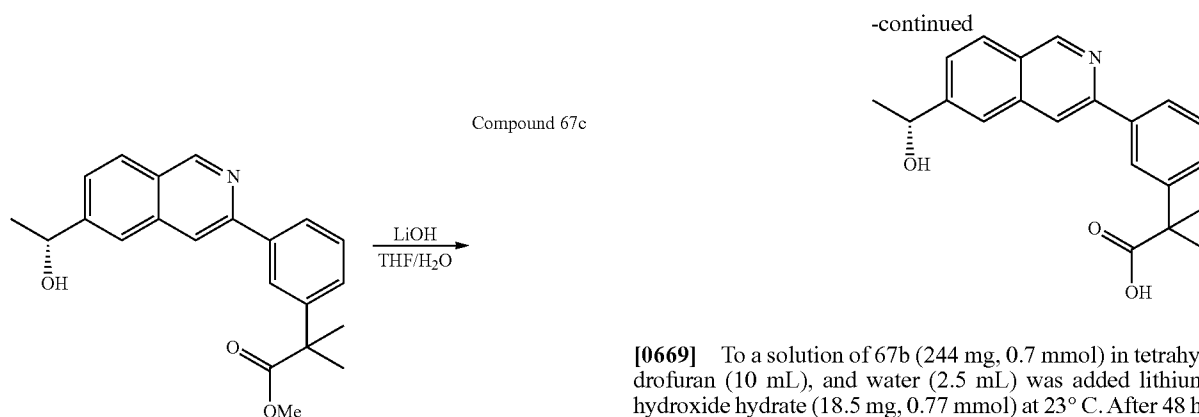 Compound 67c
N
OH
LiOH
THF/H₂O
O
OMe
-continued
N
OH
O
OH
[0669] To a solution of 67b (244 mg, 0.7 mmol) in tetrahy-
drofuran (10 mL), and water (2.5 mL) was added lithium
hydroxide hydrate (18.5 mg, 0.77 mmol) at 23° C. After 48 h